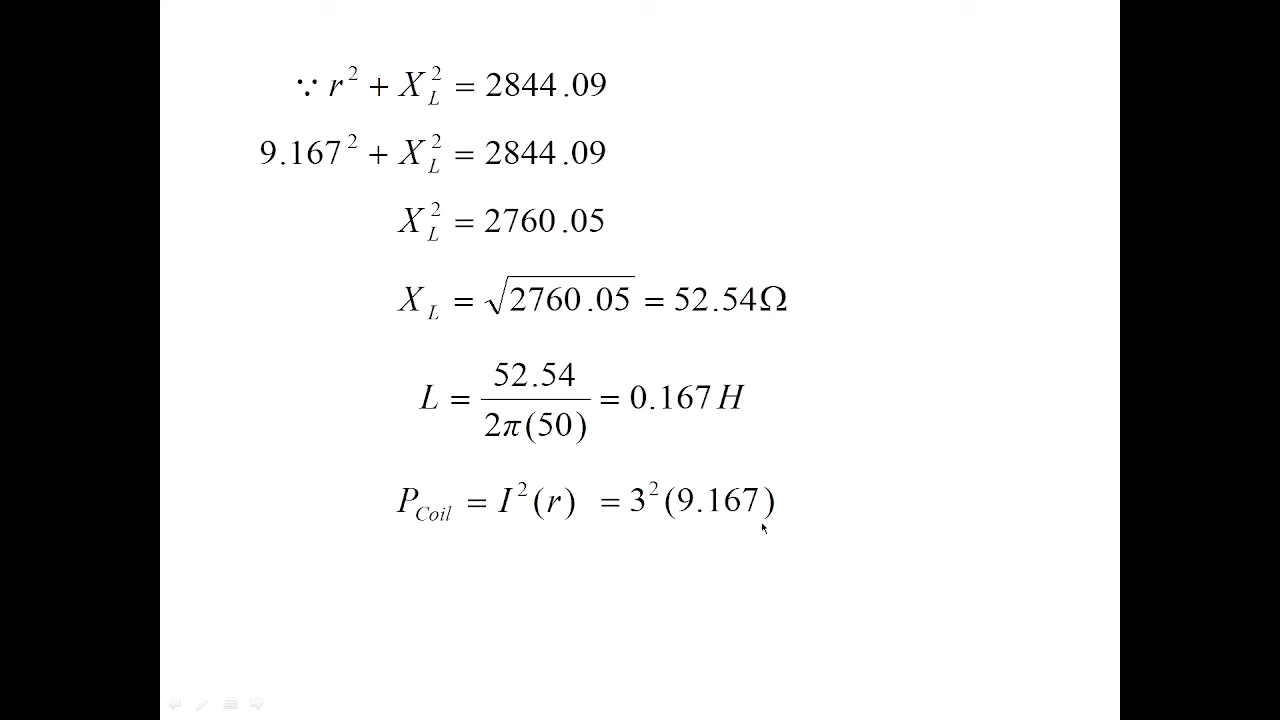 ∵ r² + X_L² = 2844.09
9.167² + X_L² = 2844.09
X_L² = 2760.05
X_L = √2760.05 = 52.54Ω
L = 52.54 / 2π(50) = 0.167 H
P_Coil = I²(r) = 3²(9.167)